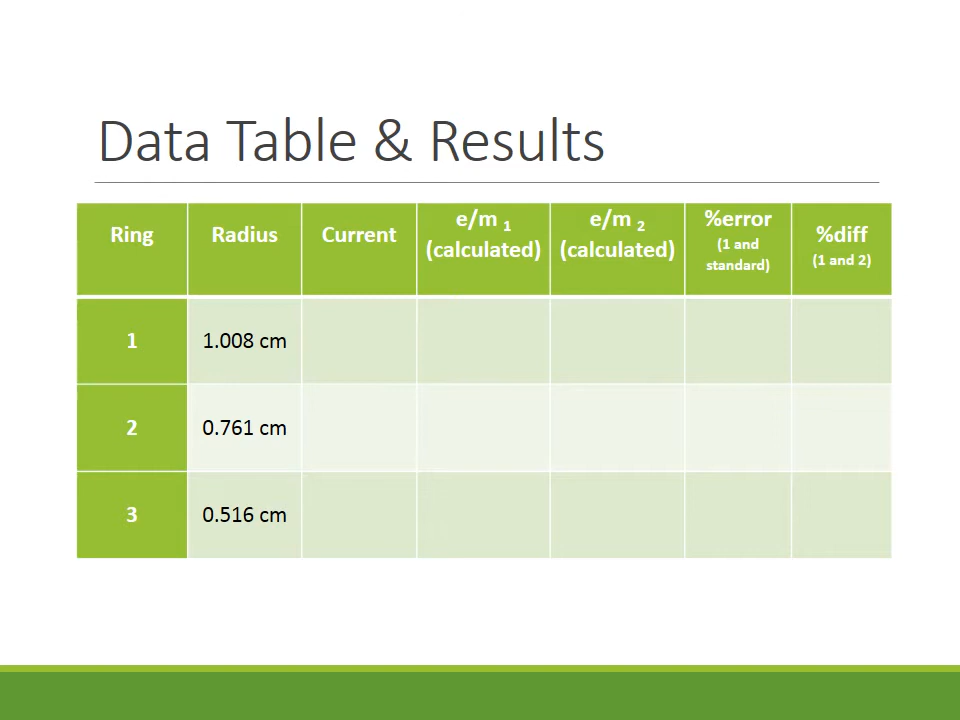 Data Table & Results
Ring Radius Current e/m 1 (calculated) e/m 2 (calculated) %error (1 and standard) %diff (1 and 2)
1 1.008 cm
2 0.761 cm
3 0.516 cm